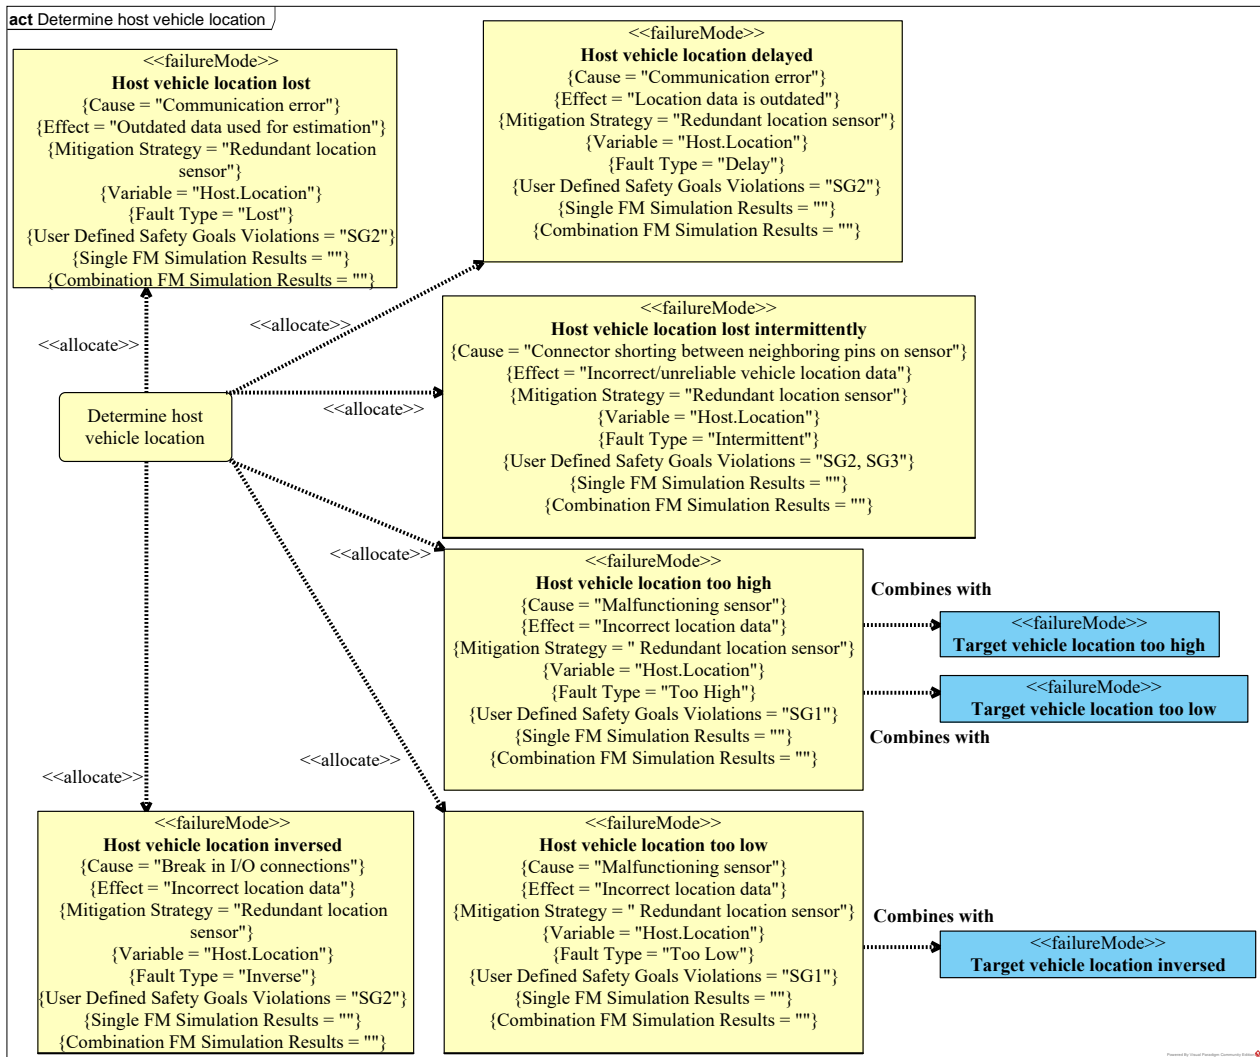 act Determine host vehicle location
<<failureMode>>
Host vehicle location lost
{Cause = "Communication error"}
{Effect = "Outdated data used for estimation"}
{Mitigation Strategy = "Redundant location
sensor"}
{Variable = "Host.Location"}
{Fault Type = "Lost"}
{User Defined Safety Goals Violations = "SG2"}
{Single FM Simulation Results = ""}
{Combination FM Simulation Results = ""}
<<failureMode>>
Host vehicle location delayed
{Cause = "Communication error"}
{Effect = "Location data is outdated"}
{Mitigation Strategy = "Redundant location sensor"}
{Variable = "Host.Location"}
{Fault Type = "Delay"}
{User Defined Safety Goals Violations = "SG2"}
{Single FM Simulation Results = ""}
{Combination FM Simulation Results = ""}
<<allocate>>
<<allocate>>
<<failureMode>>
Host vehicle location lost intermittently
{Cause = "Connector shorting between neighboring pins on sensor"}
{Effect = "Incorrect/unreliable vehicle location data"}
{Mitigation Strategy = "Redundant location sensor"}
{Variable = "Host.Location"}
{Fault Type = "Intermittent"}
{User Defined Safety Goals Violations = "SG2, SG3"}
{Single FM Simulation Results = ""}
{Combination FM Simulation Results = ""}
<<allocate>>
Determine host
vehicle location
<<allocate>>
<<failureMode>>
Host vehicle location too high
{Cause = "Malfunctioning sensor"}
{Effect = "Incorrect location data"}
{Mitigation Strategy = " Redundant location sensor"}
{Variable = "Host.Location"}
{Fault Type = "Too High"}
{User Defined Safety Goals Violations = "SG1"}
{Single FM Simulation Results = ""}
{Combination FM Simulation Results = ""}
Combines with
<<failureMode>>
Target vehicle location too high
<<failureMode>>
Target vehicle location too low
Combines with
<<allocate>>
<<allocate>>
<<failureMode>>
Host vehicle location inversed
{Cause = "Break in I/O connections"}
{Effect = "Incorrect location data"}
{Mitigation Strategy = "Redundant location
sensor"}
{Variable = "Host.Location"}
{Fault Type = "Inverse"}
{User Defined Safety Goals Violations = "SG2"}
{Single FM Simulation Results = ""}
{Combination FM Simulation Results = ""}
<<failureMode>>
Host vehicle location too low
{Cause = "Malfunctioning sensor"}
{Effect = "Incorrect location data"}
{Mitigation Strategy = " Redundant location sensor"}
{Variable = "Host.Location"}
{Fault Type = "Too Low"}
{User Defined Safety Goals Violations = "SG1"}
{Single FM Simulation Results = ""}
{Combination FM Simulation Results = ""}
Combines with
<<failureMode>>
Target vehicle location inversed
Powered By Visual Paradigm Community Edition